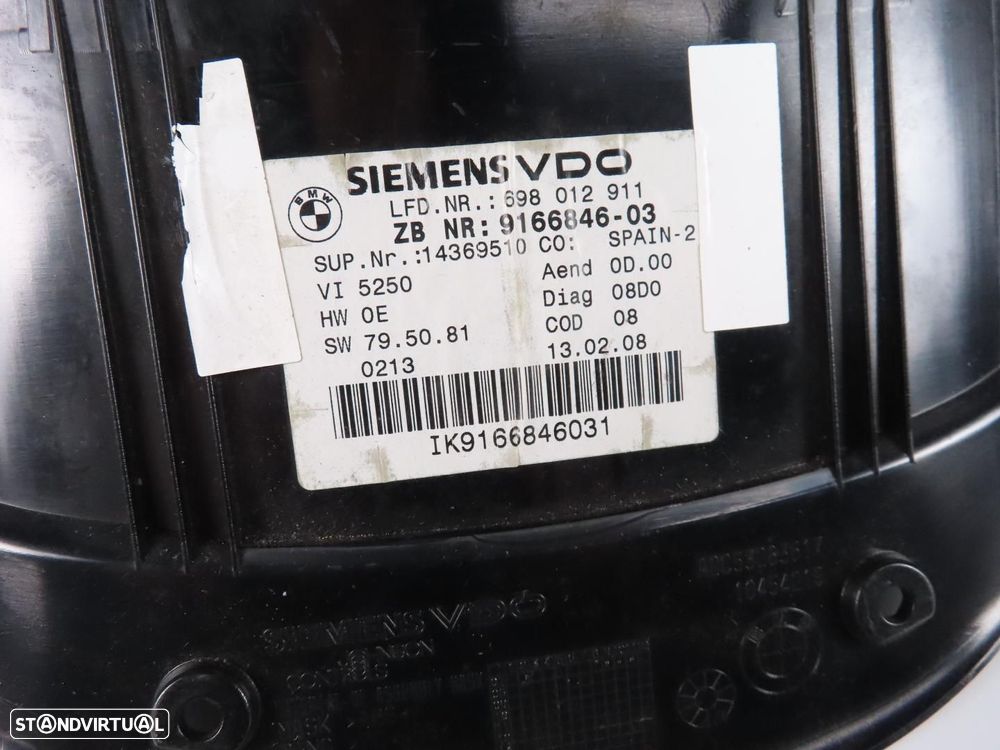 SIEMENS VDO
BMW
LFD.NR.: 698 012 911
ZB NR: 9166846-03
SUP.Nr.:14369510 CO: SPAIN-2
VI 5250 Aend 0D.00
HW 0E Diag 08D0
SW 79.50.81 COD 08
0213 13.02.08
IK9166846031
SIEMENS VDO
STANDVIRTUAL